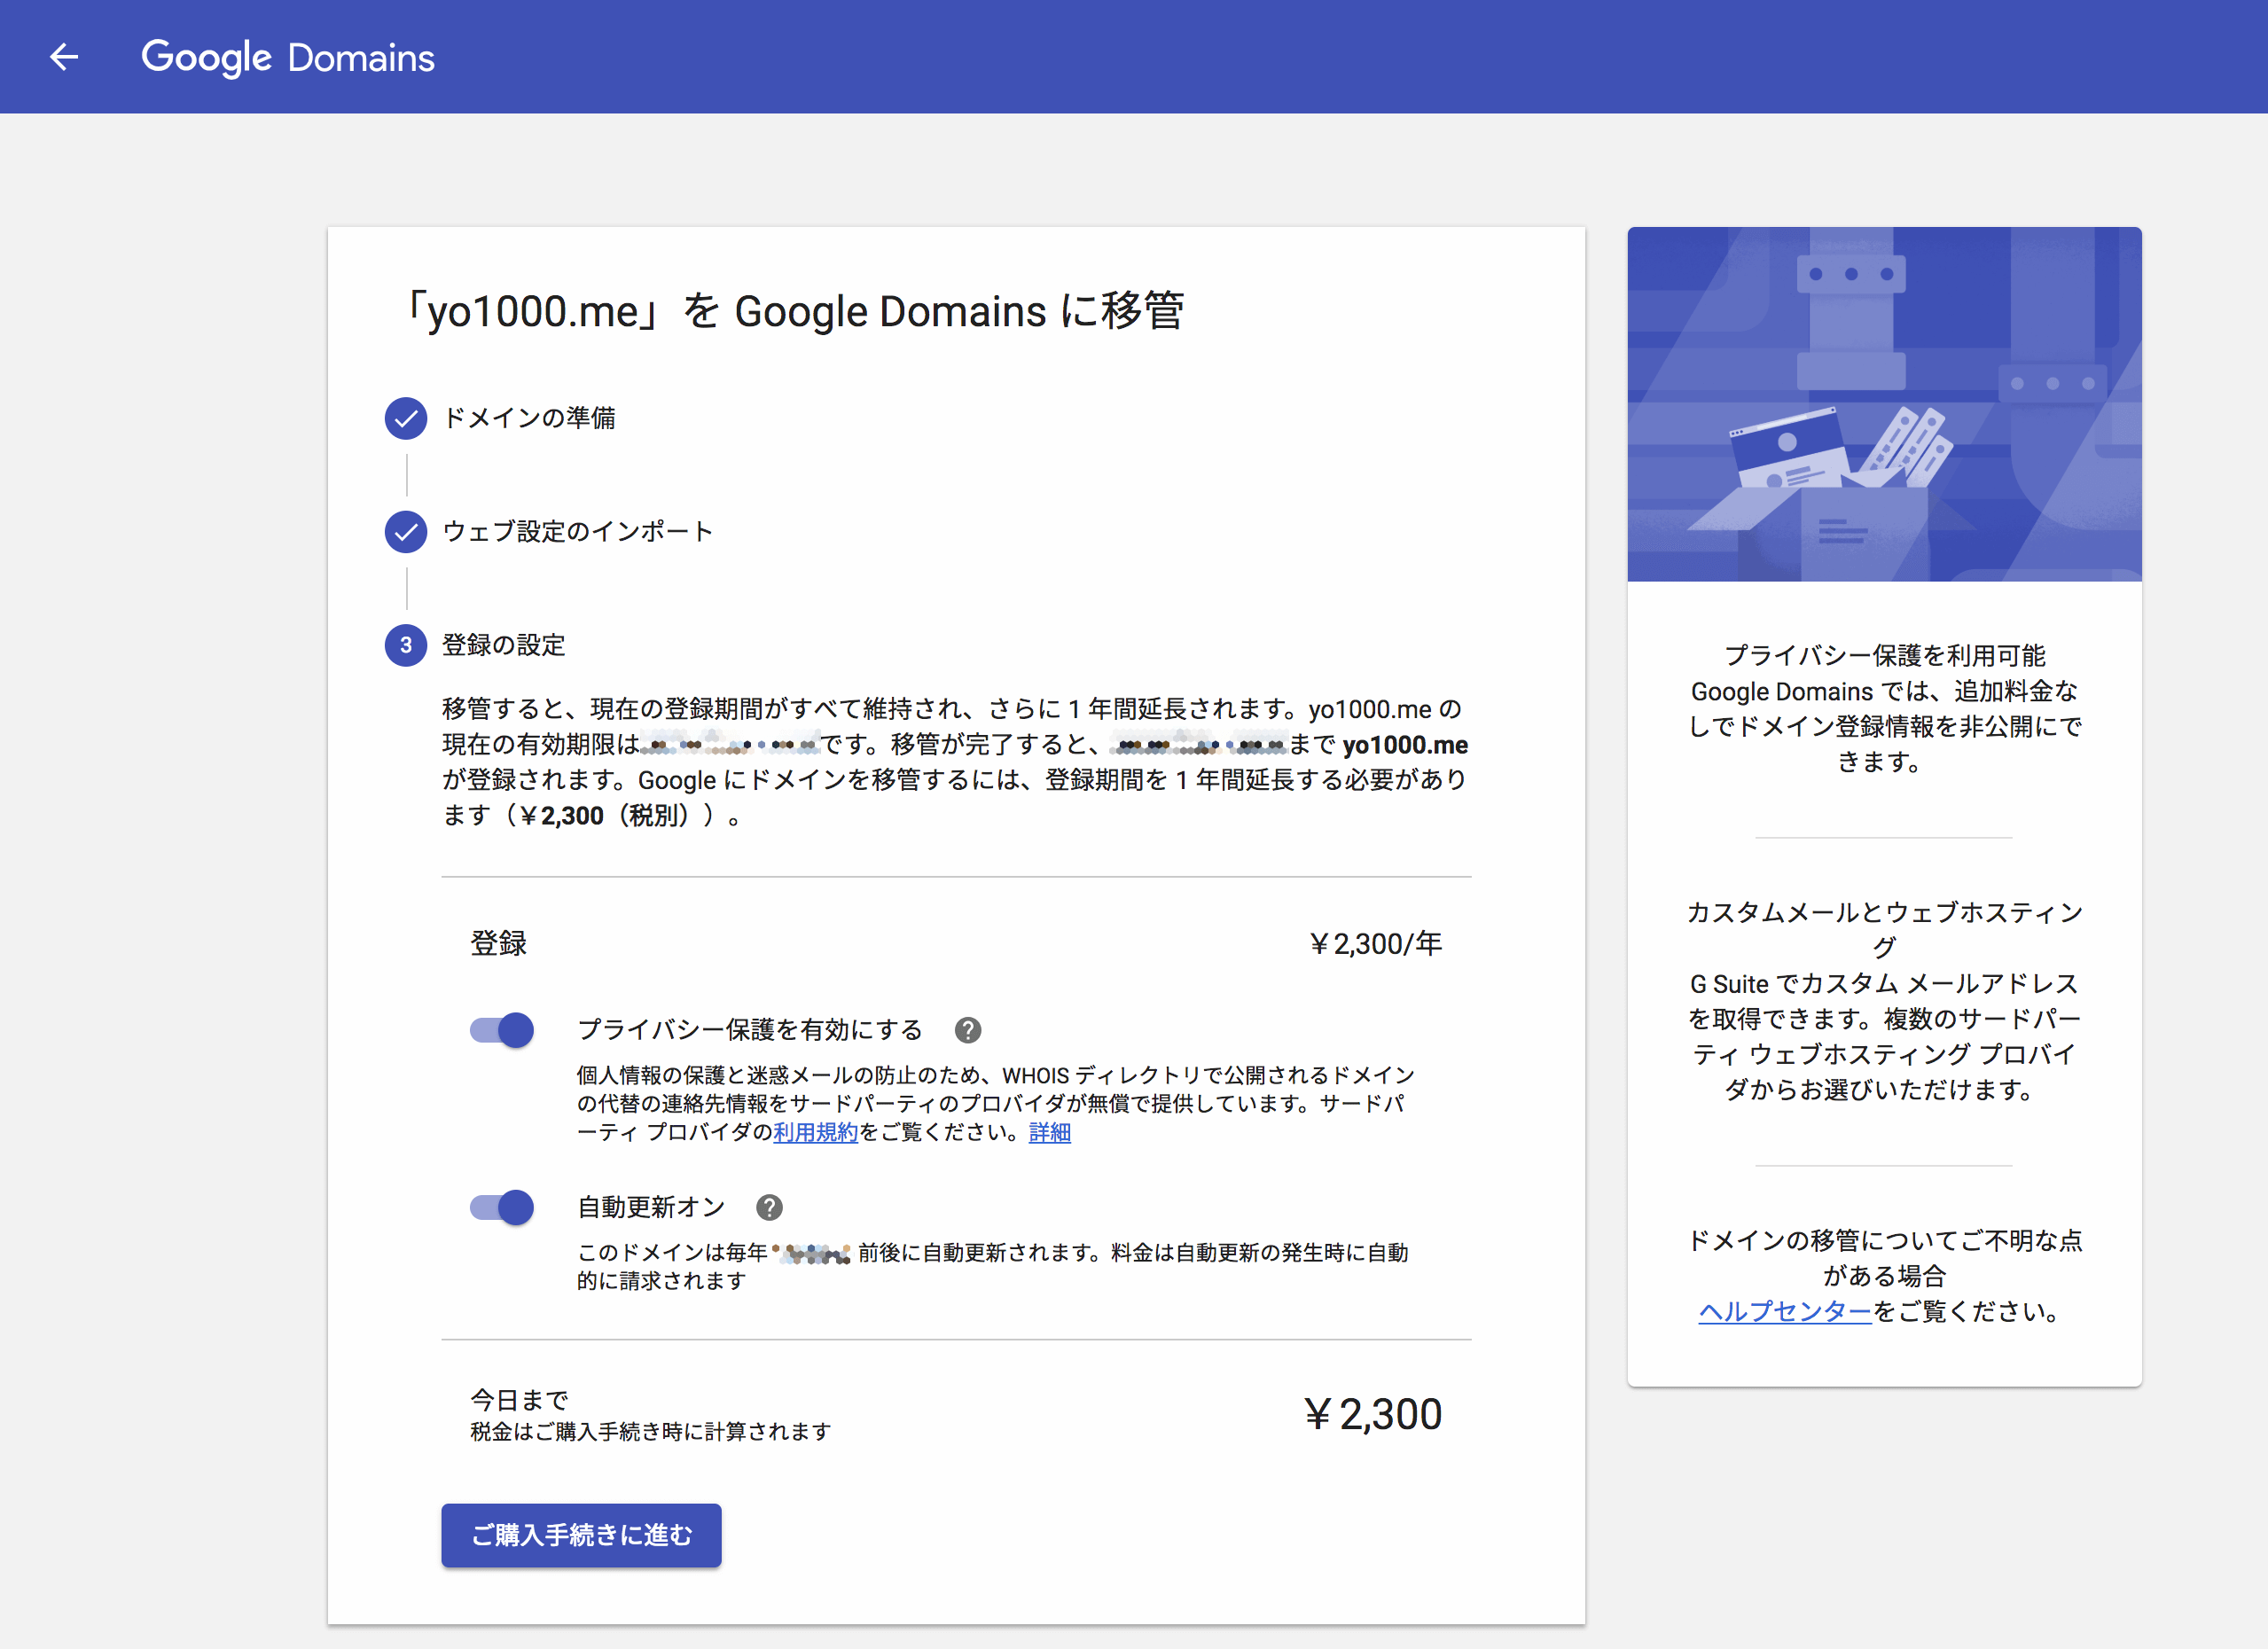 Google Domains
「yo1000.me」を Google Domains に移管
ドメインの準備
ウェブ設定のインポート
3 登録の設定
移管すると、現在の登録期間がすべて維持され、さらに 1 年間延長されます。yo1000.me の
現在の有効期限はです。移管が完了すると、まで yo1000.me
が登録されます。Google にドメインを移管するには、登録期間を 1 年間延長する必要があり
ます（￥2,300（税別））。
登録 ￥2,300/年
プライバシー保護を有効にする ?
個人情報の保護と迷惑メールの防止のため、WHOIS ディレクトリで公開されるドメイン
の代替の連絡先情報をサードパーティのプロバイダが無償で提供しています。サードパ
ーティ プロバイダの利用規約をご覧ください。詳細
自動更新オン ?
このドメインは毎年 前後に自動更新されます。料金は自動更新の発生時に自動
的に請求されます
今日まで
税金はご購入手続き時に計算されます
￥2,300
ご購入手続きに進む
プライバシー保護を利用可能
Google Domains では、追加料金な
しでドメイン登録情報を非公開にで
きます。
カスタムメールとウェブホスティン
グ
G Suite でカスタム メールアドレス
を取得できます。複数のサードパー
ティ ウェブホスティング プロバイ
ダからお選びいただけます。
ドメインの移管についてご不明な点
がある場合
ヘルプセンターをご覧ください。